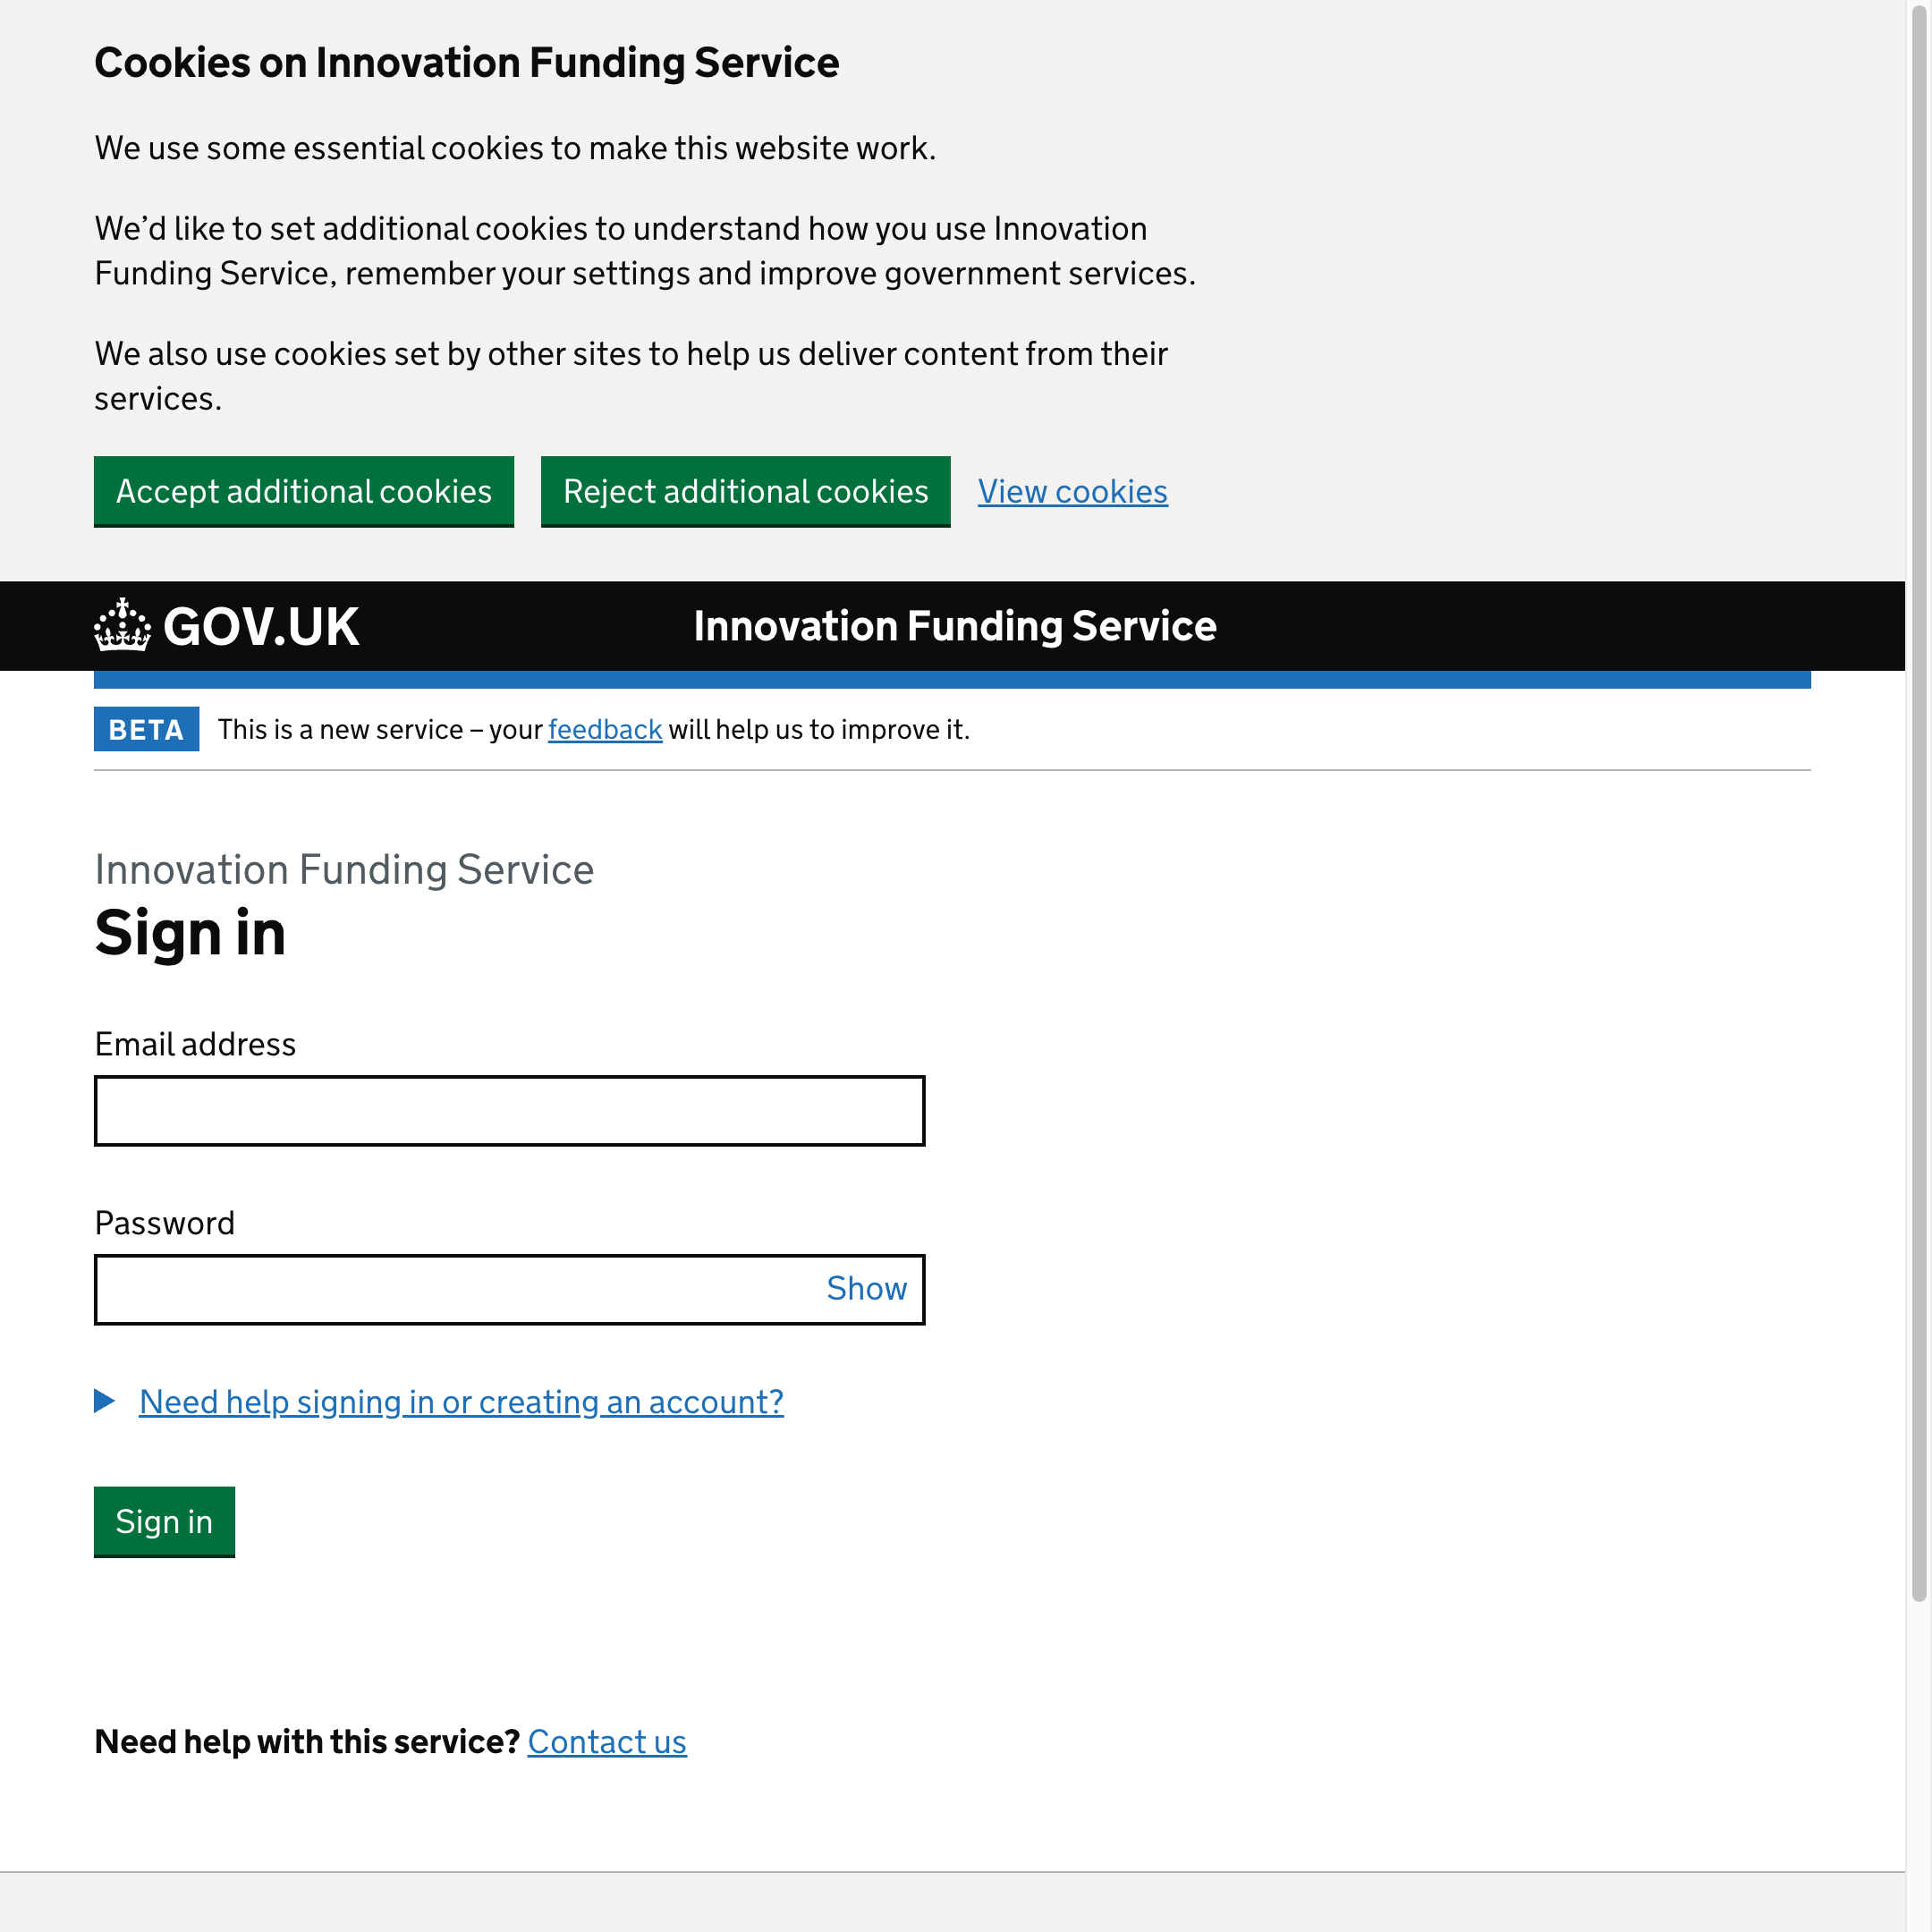 Cookies on Innovation Funding Service
We use some essential cookies to make this website work.
We’d like to set additional cookies to understand how you use Innovation
Funding Service, remember your settings and improve government services.
We also use cookies set by other sites to help us deliver content from their
services.
Accept additional cookies Reject additional cookies View cookies
GOV.UK Innovation Funding Service
BETA This is a new service – your feedback will help us to improve it.
Innovation Funding Service
Sign in
Email address
Password
Show
Need help signing in or creating an account?
Sign in
Need help with this service? Contact us